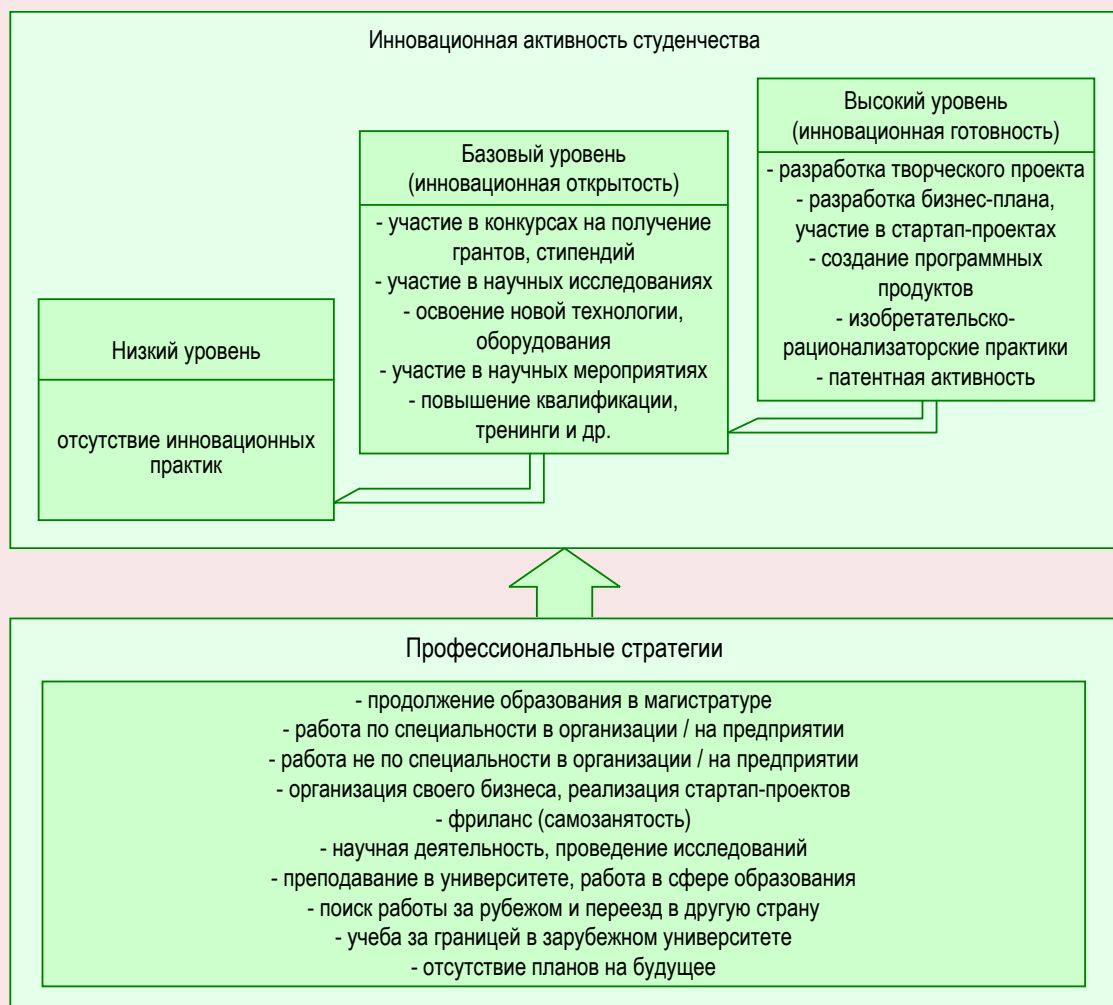 Инновационная активность студенчества
Низкий уровень
отсутствие инновационных
практик
Базовый уровень
(инновационная открытость)
- участие в конкурсах на получение
грантов, стипендий
- участие в научных исследованиях
- освоение новой технологии,
оборудования
- участие в научных мероприятиях
- повышение квалификации,
тренинги и др.
Высокий уровень
(инновационная готовность)
- разработка творческого проекта
- разработка бизнес-плана,
участие в стартап-проектах
- создание программных
продуктов
- изобретательско-
рационализаторские практики
- патентная активность
Профессиональные стратегии
- продолжение образования в магистратуре
- работа по специальности в организации / на предприятии
- работа не по специальности в организации / на предприятии
- организация своего бизнеса, реализация стартап-проектов
- фриланс (самозанятость)
- научная деятельность, проведение исследований
- преподавание в университете, работа в сфере образования
- поиск работы за рубежом и переезд в другую страну
- учеба за границей в зарубежном университете
- отсутствие планов на будущее